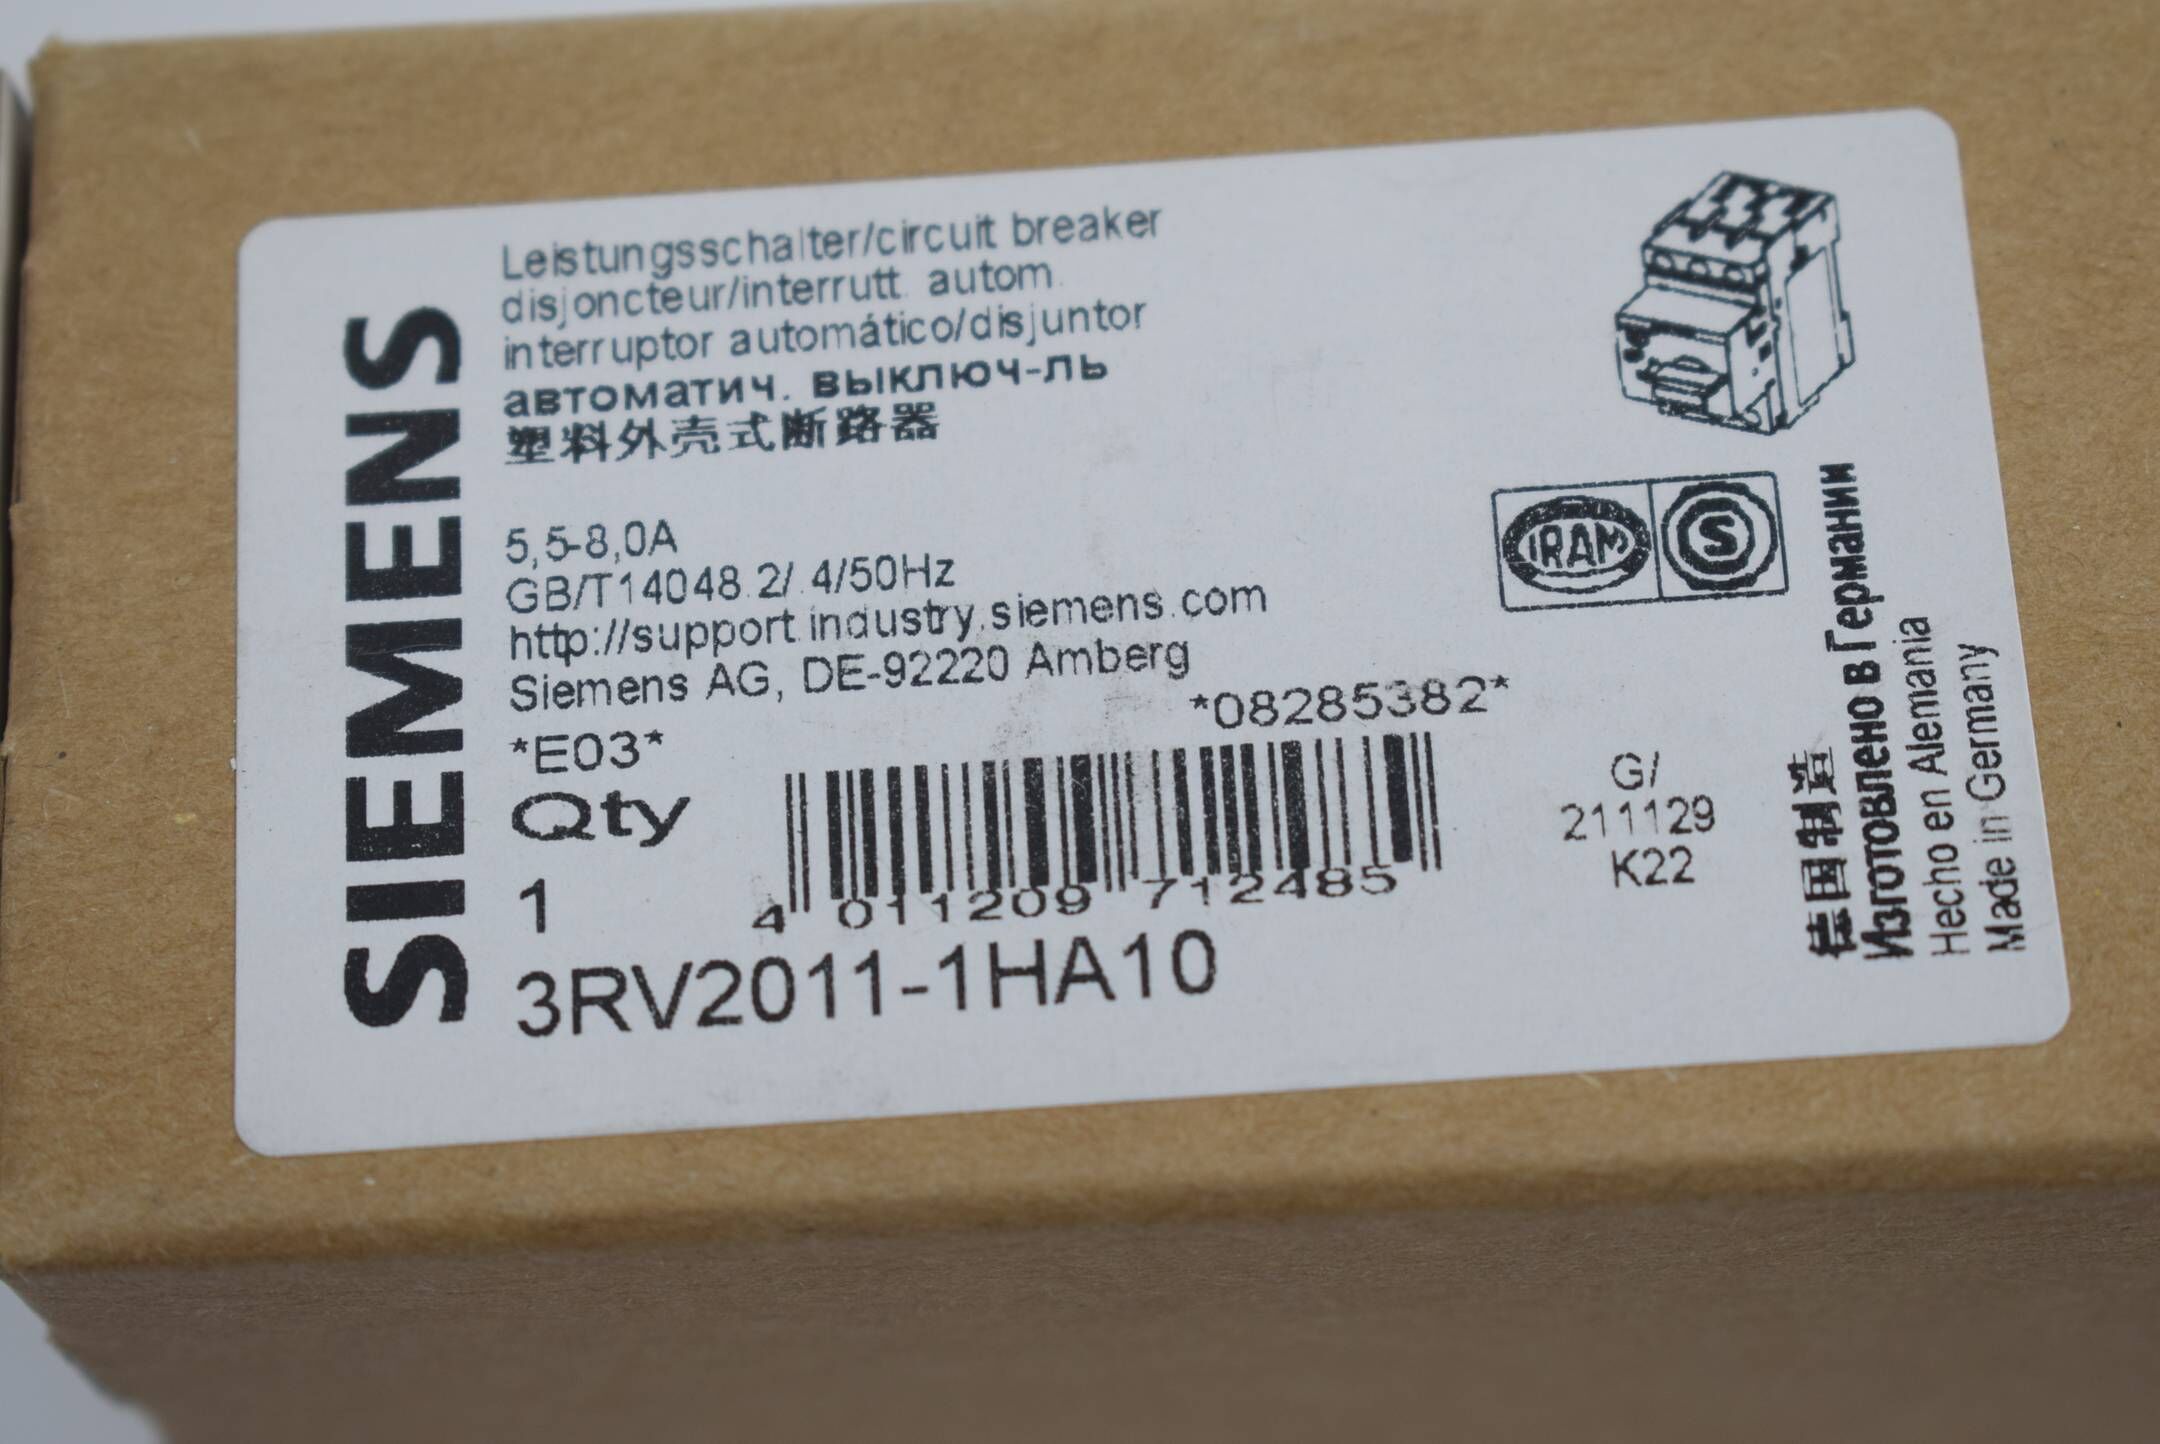 SIEMENS
Leistungsschalter/circuit breaker
disjoncteur/interrutt. autom.
interruptor automático/disjuntor
автоматич. выключ-ль
塑料外壳式断路器
5,5-8,0A
GB/T14048.2/.4/50Hz
http://support.industry.siemens.com
Siemens AG, DE-92220 Amberg
*08285382*
*E03*
Qty
1
4 011209 712485
3RV2011-1HA10
IRAM
S
G/
211129
K22
德国制造
Изготовлено в Германии
Hecho en Alemania
Made in Germany